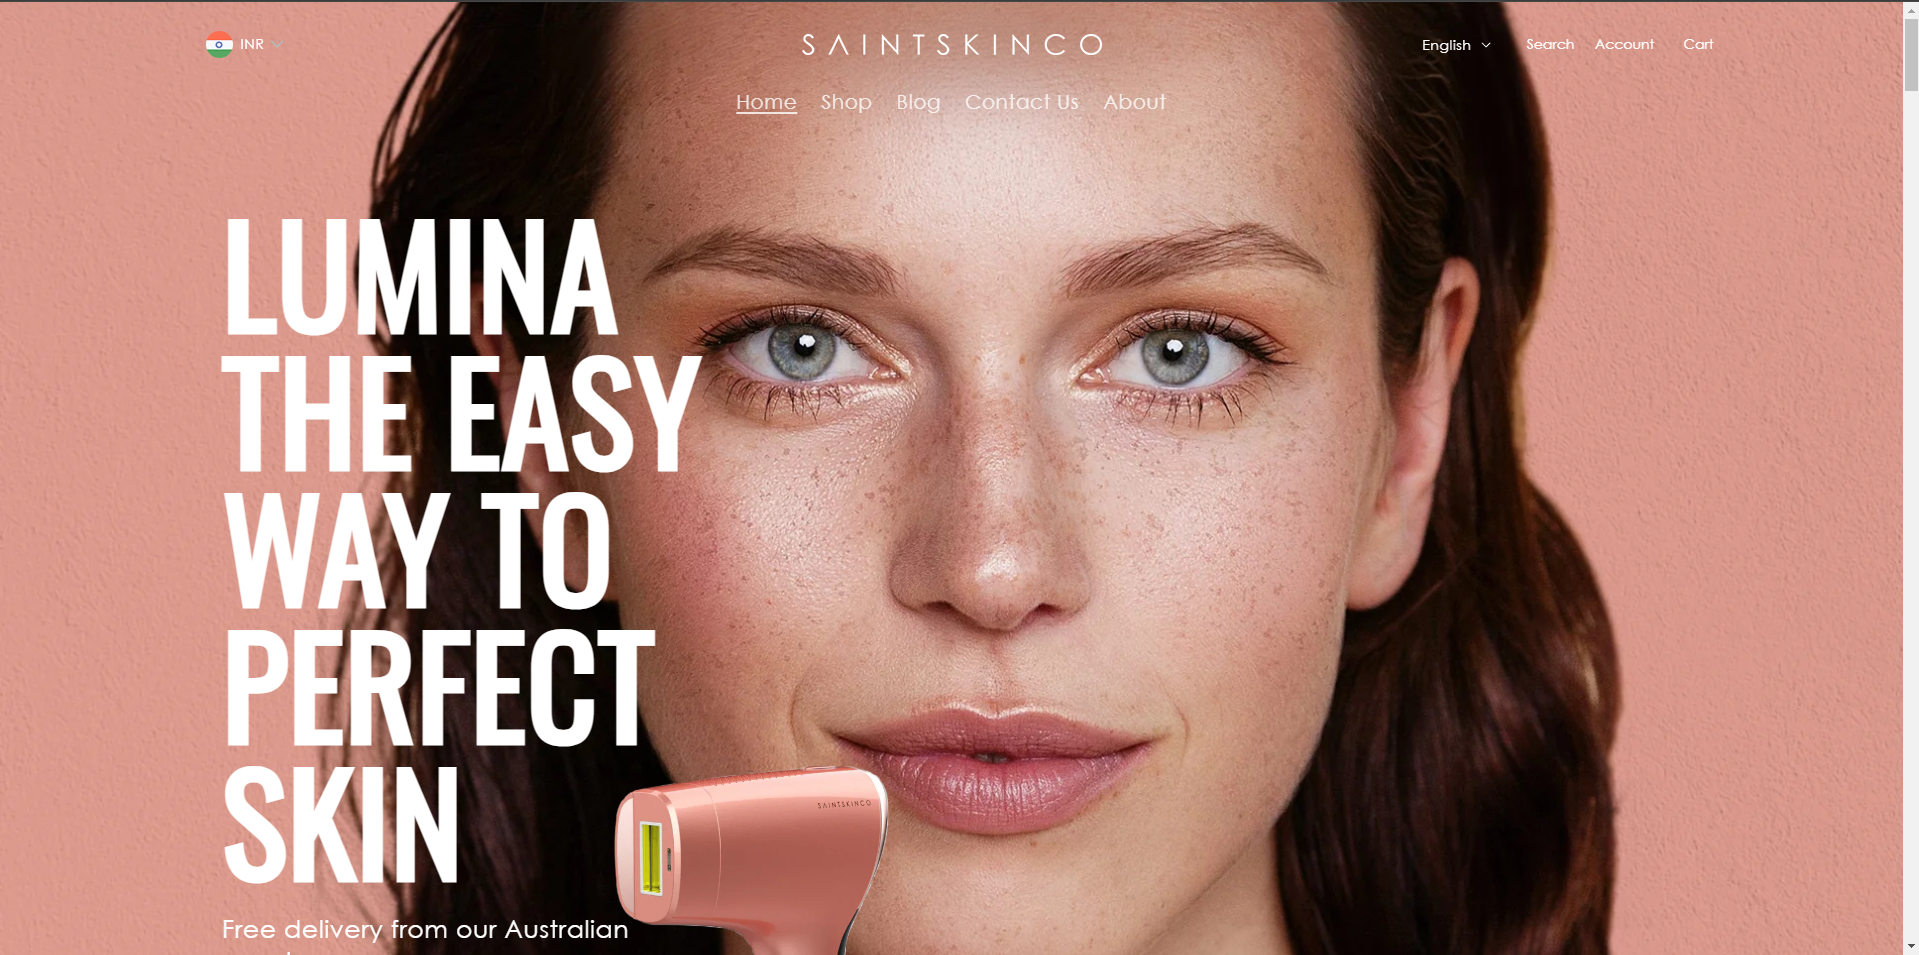 INR
SAINTSKINCO
English
Search
Account
Cart
Home
Shop
Blog
Contact Us
About
LUMINA
THE EASY
WAY TO
PERFECT
SKIN
SAINTSKINCO
Free delivery from our Australian